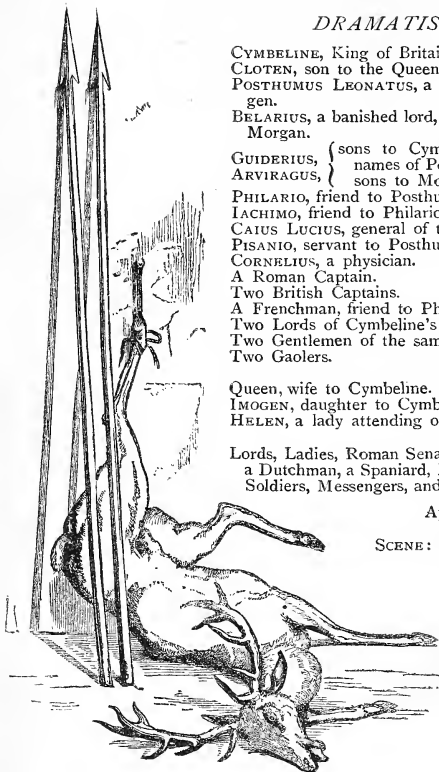 DRAMATIS
CYMBELINE, King of Britai
CLOTEN, son to the Queen
POSTHUMUS LEONATUS, a
gen.
BELARIUS, a banished lord,
Morgan.
GUIDERIUS, { sons to Cym
names of Po
ARVIRAGUS, sons to Mo
PHILARIO, friend to Posthu
IACHIMO, friend to Philario
CAIUS LUCIUS, general of t
PISANIO, servant to Posthu
CORNELIUS, a physician.
A Roman Captain.
Two British Captains.
A Frenchman, friend to Ph
Two Lords of Cymbeline's
Two Gentlemen of the sam
Two Gaolers.
Queen, wife to Cymbeline.
IMOGEN, daughter to Cymb
HELEN, a lady attending o
Lords, Ladies, Roman Sena
a Dutchman, a Spaniard,
Soldiers, Messengers, and
A
SCENE: